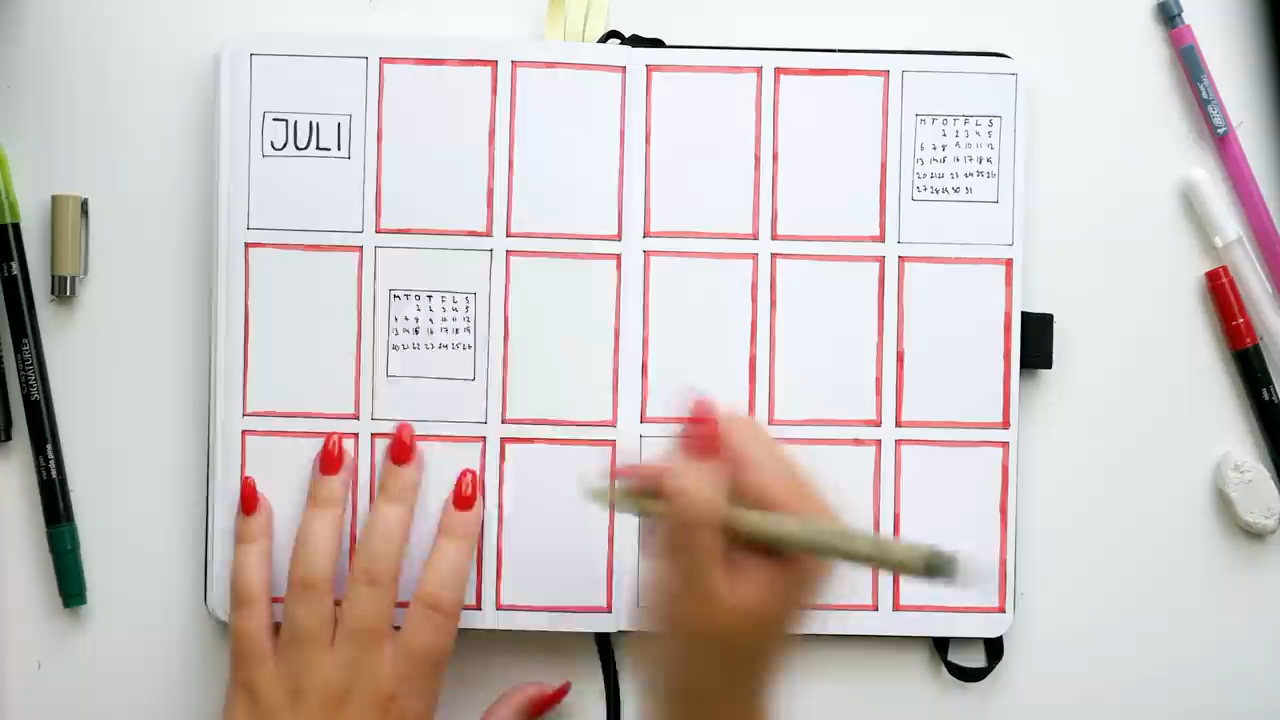 JULI
M T O T F L S
1 2 3 4 5
6 7 8 9 10 11 12
13 14 15 16 17 18 19
20 21 22 23 24 25 26
27 28 29 30 31
M T O T F L S
1 2 3 4 5
6 7 8 9 10 11 12
13 14 15 16 17 18 19
20 21 22 23 24 25 26
Crayola
SIGNATURE
BIC